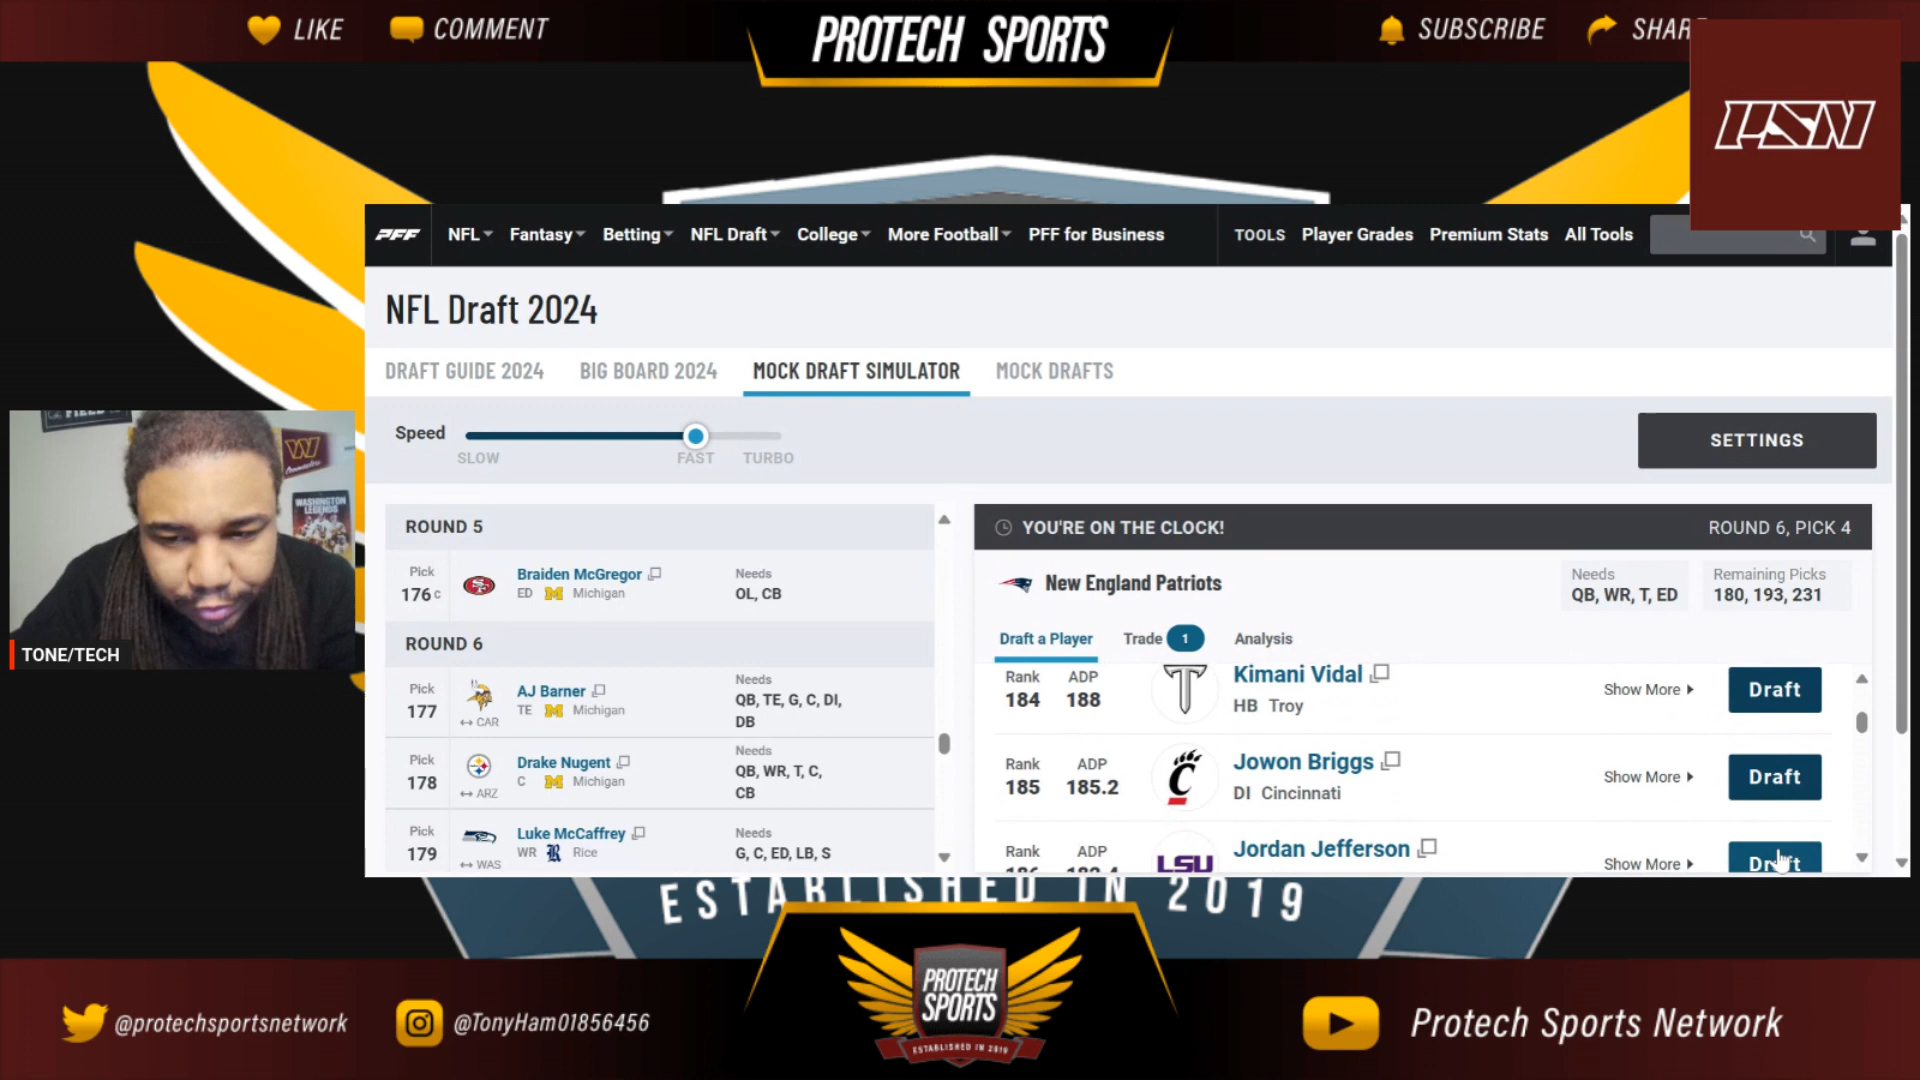 LIKE
COMMENT
PROTECH SPORTS
SUBSCRIBE
SHAR
PSN
PFF
NFL
Fantasy
Betting
NFL Draft
College
More Football
PFF for Business
TOOLS
Player Grades
Premium Stats
All Tools
NFL Draft 2024
DRAFT GUIDE 2024
BIG BOARD 2024
MOCK DRAFT SIMULATOR
MOCK DRAFTS
Speed
SLOW
FAST
TURBO
SETTINGS
WASHINGTON
LEGENDS
TONE/TECH
ROUND 5
Pick
176 c
Braiden McGregor
ED Michigan
Needs
OL, CB
ROUND 6
Pick
177
CAR
AJ Barner
TE Michigan
Needs
QB, TE, G, C, DI,
DB
Pick
178
ARZ
Drake Nugent
C Michigan
Needs
QB, WR, T, C,
CB
Pick
179
WAS
Luke McCaffrey
WR Rice
Needs
G, C, ED, LB, S
YOU'RE ON THE CLOCK!
ROUND 6, PICK 4
New England Patriots
Needs
QB, WR, T, ED
Remaining Picks
180, 193, 231
Draft a Player
Trade 1
Analysis
Rank
184
ADP
188
Kimani Vidal
HB Troy
Show More
Draft
Rank
185
ADP
185.2
Jowon Briggs
DI Cincinnati
Show More
Draft
Rank
ADP
LSU
Jordan Jefferson
Show More
Draft
ESTABLISHED IN 2019
PROTECH
SPORTS
ESTABLISHED IN 2019
@protechsportsnetwork
@TonyHam01856456
Protech Sports Network